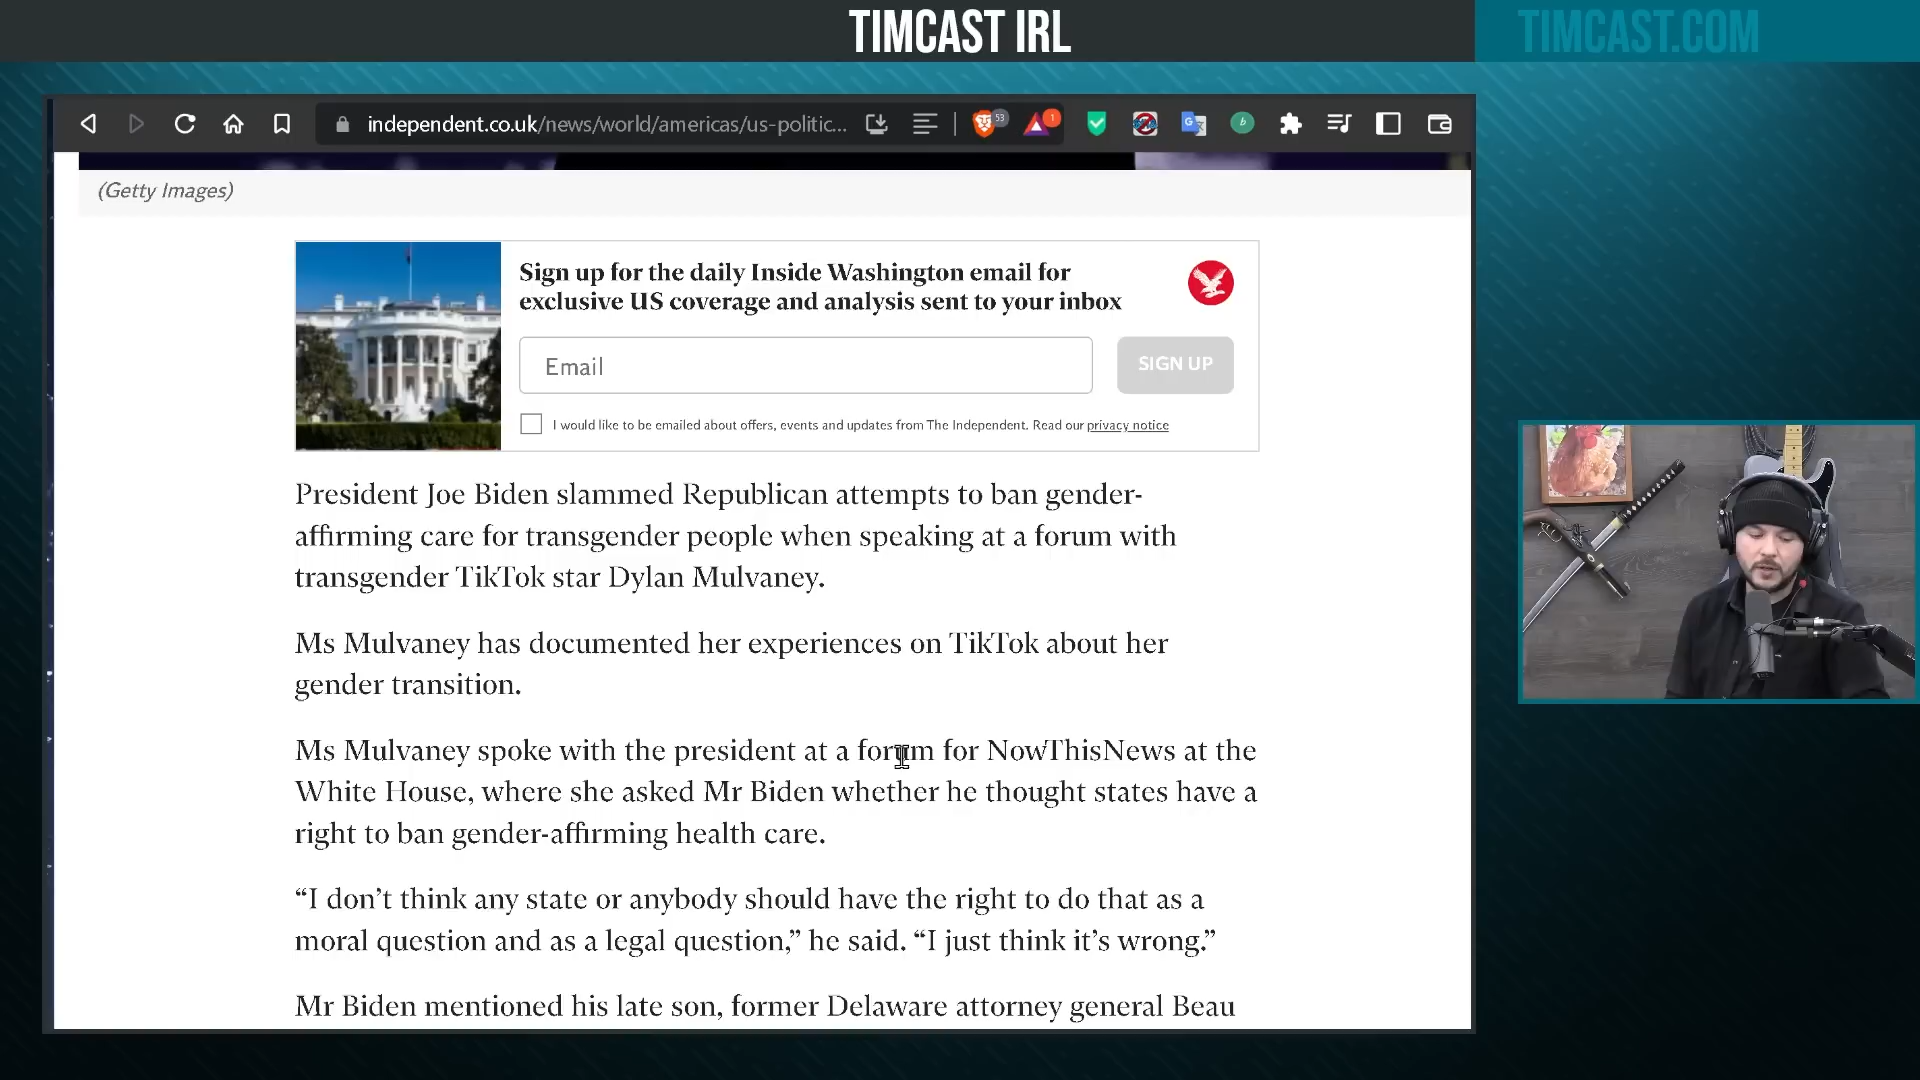 TIMCAST IRL
TIMCAST.COM
independent.co.uk/news/world/americas/us-politic...
53
1
(Getty Images)
Sign up for the daily Inside Washington email for
exclusive US coverage and analysis sent to your inbox
Email
SIGN UP
I would like to be emailed about offers, events and updates from The Independent. Read our privacy notice
President Joe Biden slammed Republican attempts to ban gender-
affirming care for transgender people when speaking at a forum with
transgender TikTok star Dylan Mulvaney.
Ms Mulvaney has documented her experiences on TikTok about her
gender transition.
Ms Mulvaney spoke with the president at a forum for NowThisNews at the
White House, where she asked Mr Biden whether he thought states have a
right to ban gender-affirming health care.
“I don’t think any state or anybody should have the right to do that as a
moral question and as a legal question,” he said. “I just think it’s wrong.”
Mr Biden mentioned his late son, former Delaware attorney general Beau